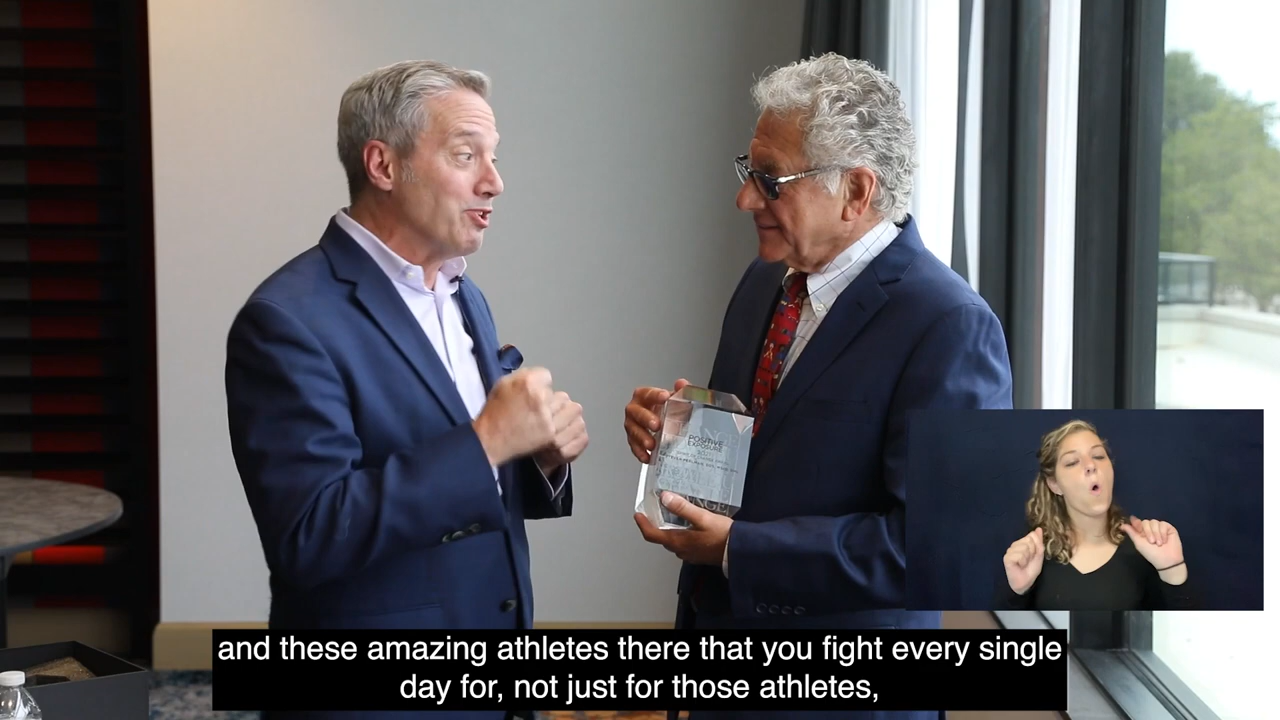 POSITIVE
EXPOSURE
and these amazing athletes there that you fight every single
day for, not just for those athletes,